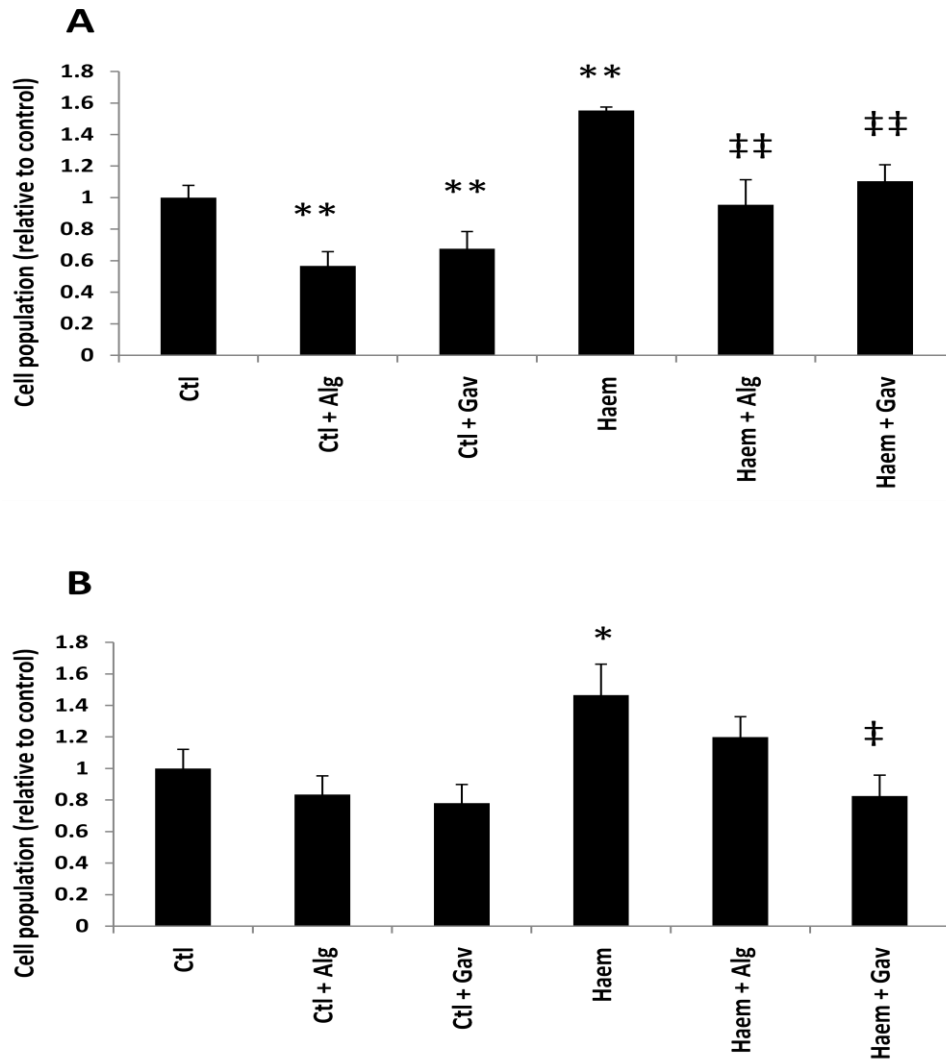 A
Cell population (relative to control)
1.8
1.6
1.4
1.2
1
0.8
0.6
0.4
0.2
0
**
**
**
‡‡
‡‡
Ctl
Ctl + Alg
Ctl + Gav
Haem
Haem + Alg
Haem + Gav
B
Cell population (relative to control)
1.8
1.6
1.4
1.2
1
0.8
0.6
0.4
0.2
0
*
‡
Ctl
Ctl + Alg
Ctl + Gav
Haem
Haem + Alg
Haem + Gav